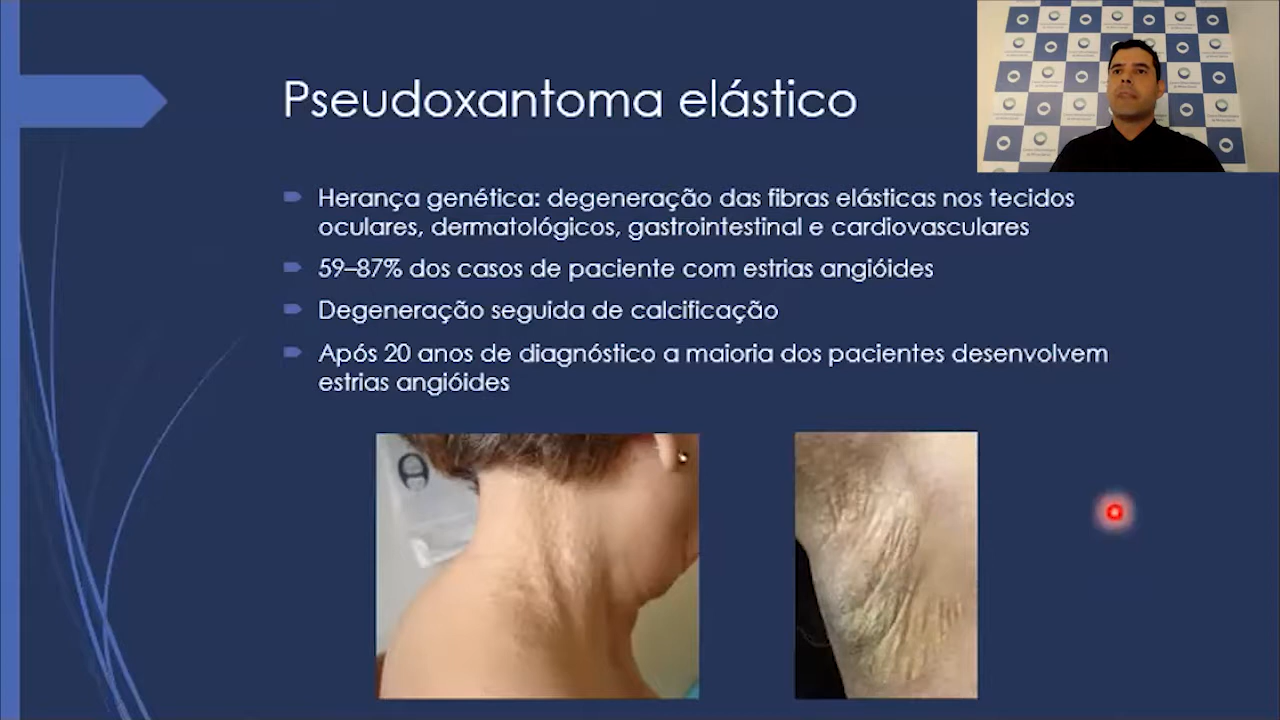 Pseudoxantoma elástico
Herança genética: degeneração das fibras elásticas nos tecidos
oculares, dermatológicos, gastrointestinal e cardiovasculares
59–87% dos casos de paciente com estrias angióides
Degeneração seguida de calcificação
Após 20 anos de diagnóstico a maioria dos pacientes desenvolvem
estrias angióides